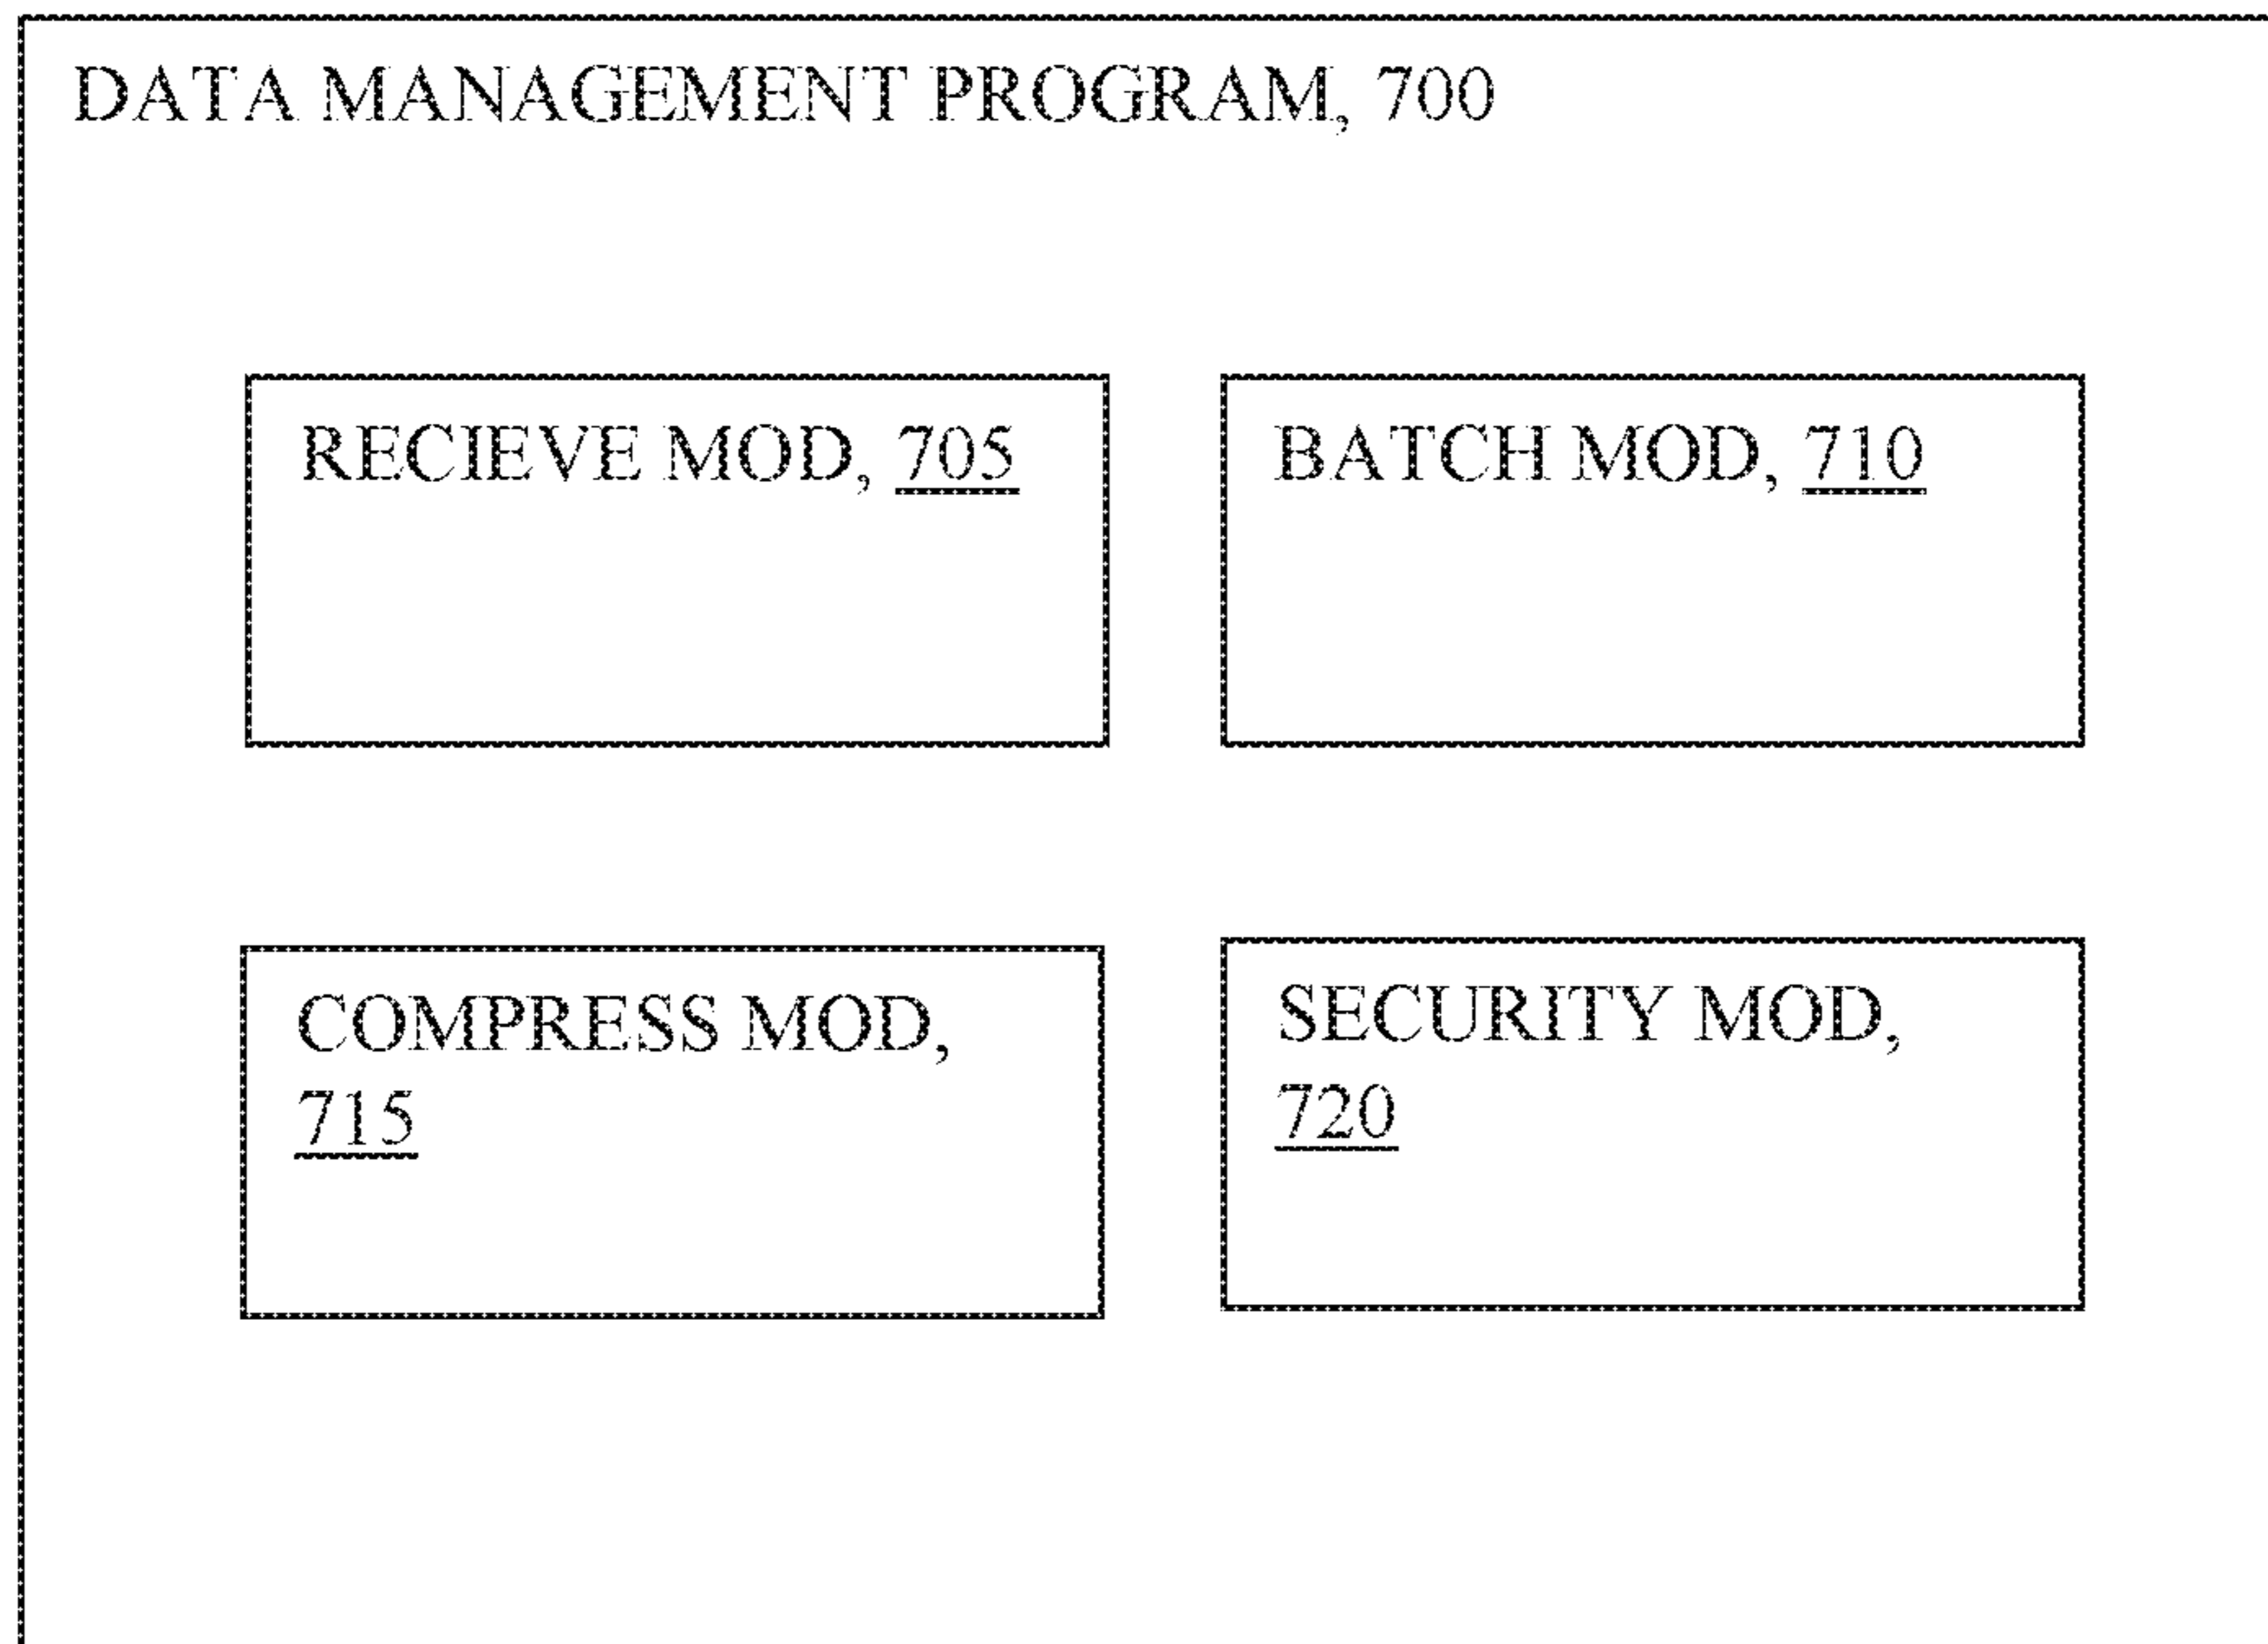 DATA MANAGEMENT PROGRAM, 700
RECIEVE MOD, 705
BATCH MOD, 710
COMPRESS MOD,
715
SECURITY MOD,
720